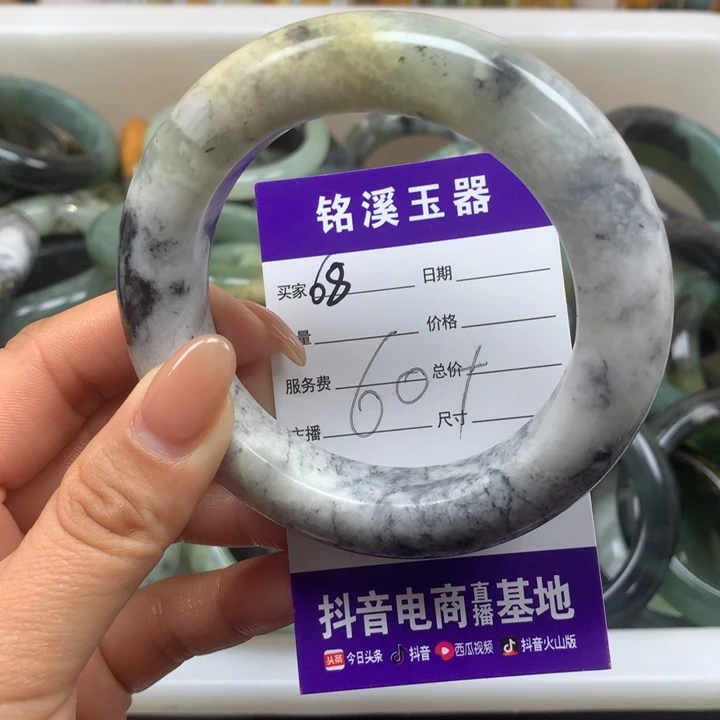 铭溪玉器
买家 68 日期
量 价格
服务费 60+ 总价
主播 尺寸
抖音电商直播基地
头条 今日头条 抖音 西瓜视频 抖音火山版